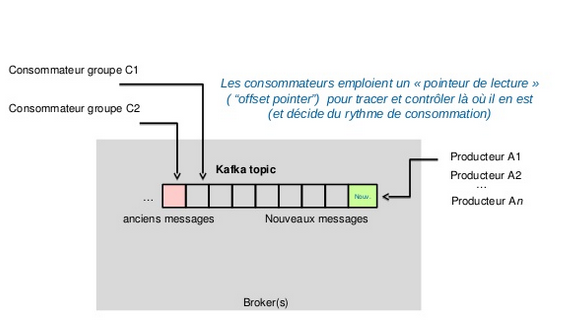 Consommateur groupe C1
Consommateur groupe C2
Les consommateurs emploient un « pointeur de lecture »
( “offset pointer”) pour tracer et contrôler là où il en est
(et décide du rythme de consommation)
Kafka topic
Producteur A1
Producteur A2
...
Producteur An
...
Nouv.
anciens messages
Nouveaux messages
Broker(s)